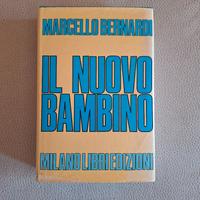 MARCELLO BERNARDI
IL NUOVO
BAMBINO
MILANO LIBRI EDIZIONI